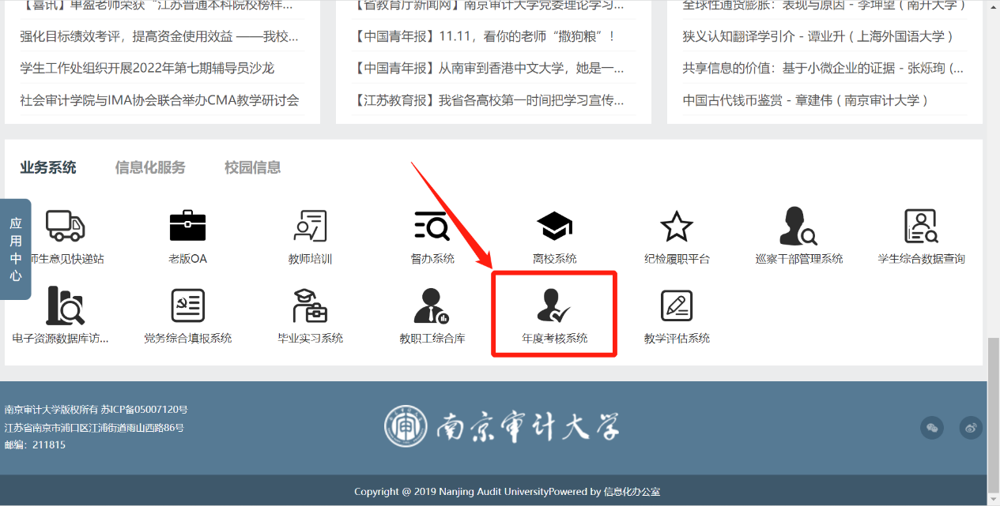 【喜讯】单盈老师荣获“江苏普通本科院校榜样...
强化目标绩效考评，提高资金使用效益 ——我校...
学生工作处组织开展2022年第七期辅导员沙龙
社会审计学院与IMA协会联合举办CMA教学研讨会
【省教育厅新闻网】南京审计大学党委理论学习...
【中国青年报】11.11，看你的老师“撒狗粮”！
【中国青年报】从南审到香港中文大学，她是一...
【江苏教育报】我省各高校第一时间把学习宣传...
全球性通货膨胀：表现与原因 - 李坤望 ( 南开大学 )
狭义认知翻译学引介 - 谭业升 ( 上海外国语大学 )
共享信息的价值：基于小微企业的证据 - 张烁珣 (...
中国古代钱币鉴赏 - 章建伟 ( 南京审计大学 )
业务系统
信息化服务
校园信息
应用中心
师生意见快递站
老版OA
教师培训
督办系统
离校系统
纪检履职平台
巡察干部管理系统
学生综合数据查询
电子资源数据库访...
党务综合填报系统
毕业实习系统
教职工综合库
年度考核系统
教学评估系统
南京审计大学版权所有 苏ICP备05007120号
江苏省南京市浦口区江浦街道雨山西路86号
邮编：211815
南京审计大学
Copyright @ 2019 Nanjing Audit UniversityPowered by 信息化办公室